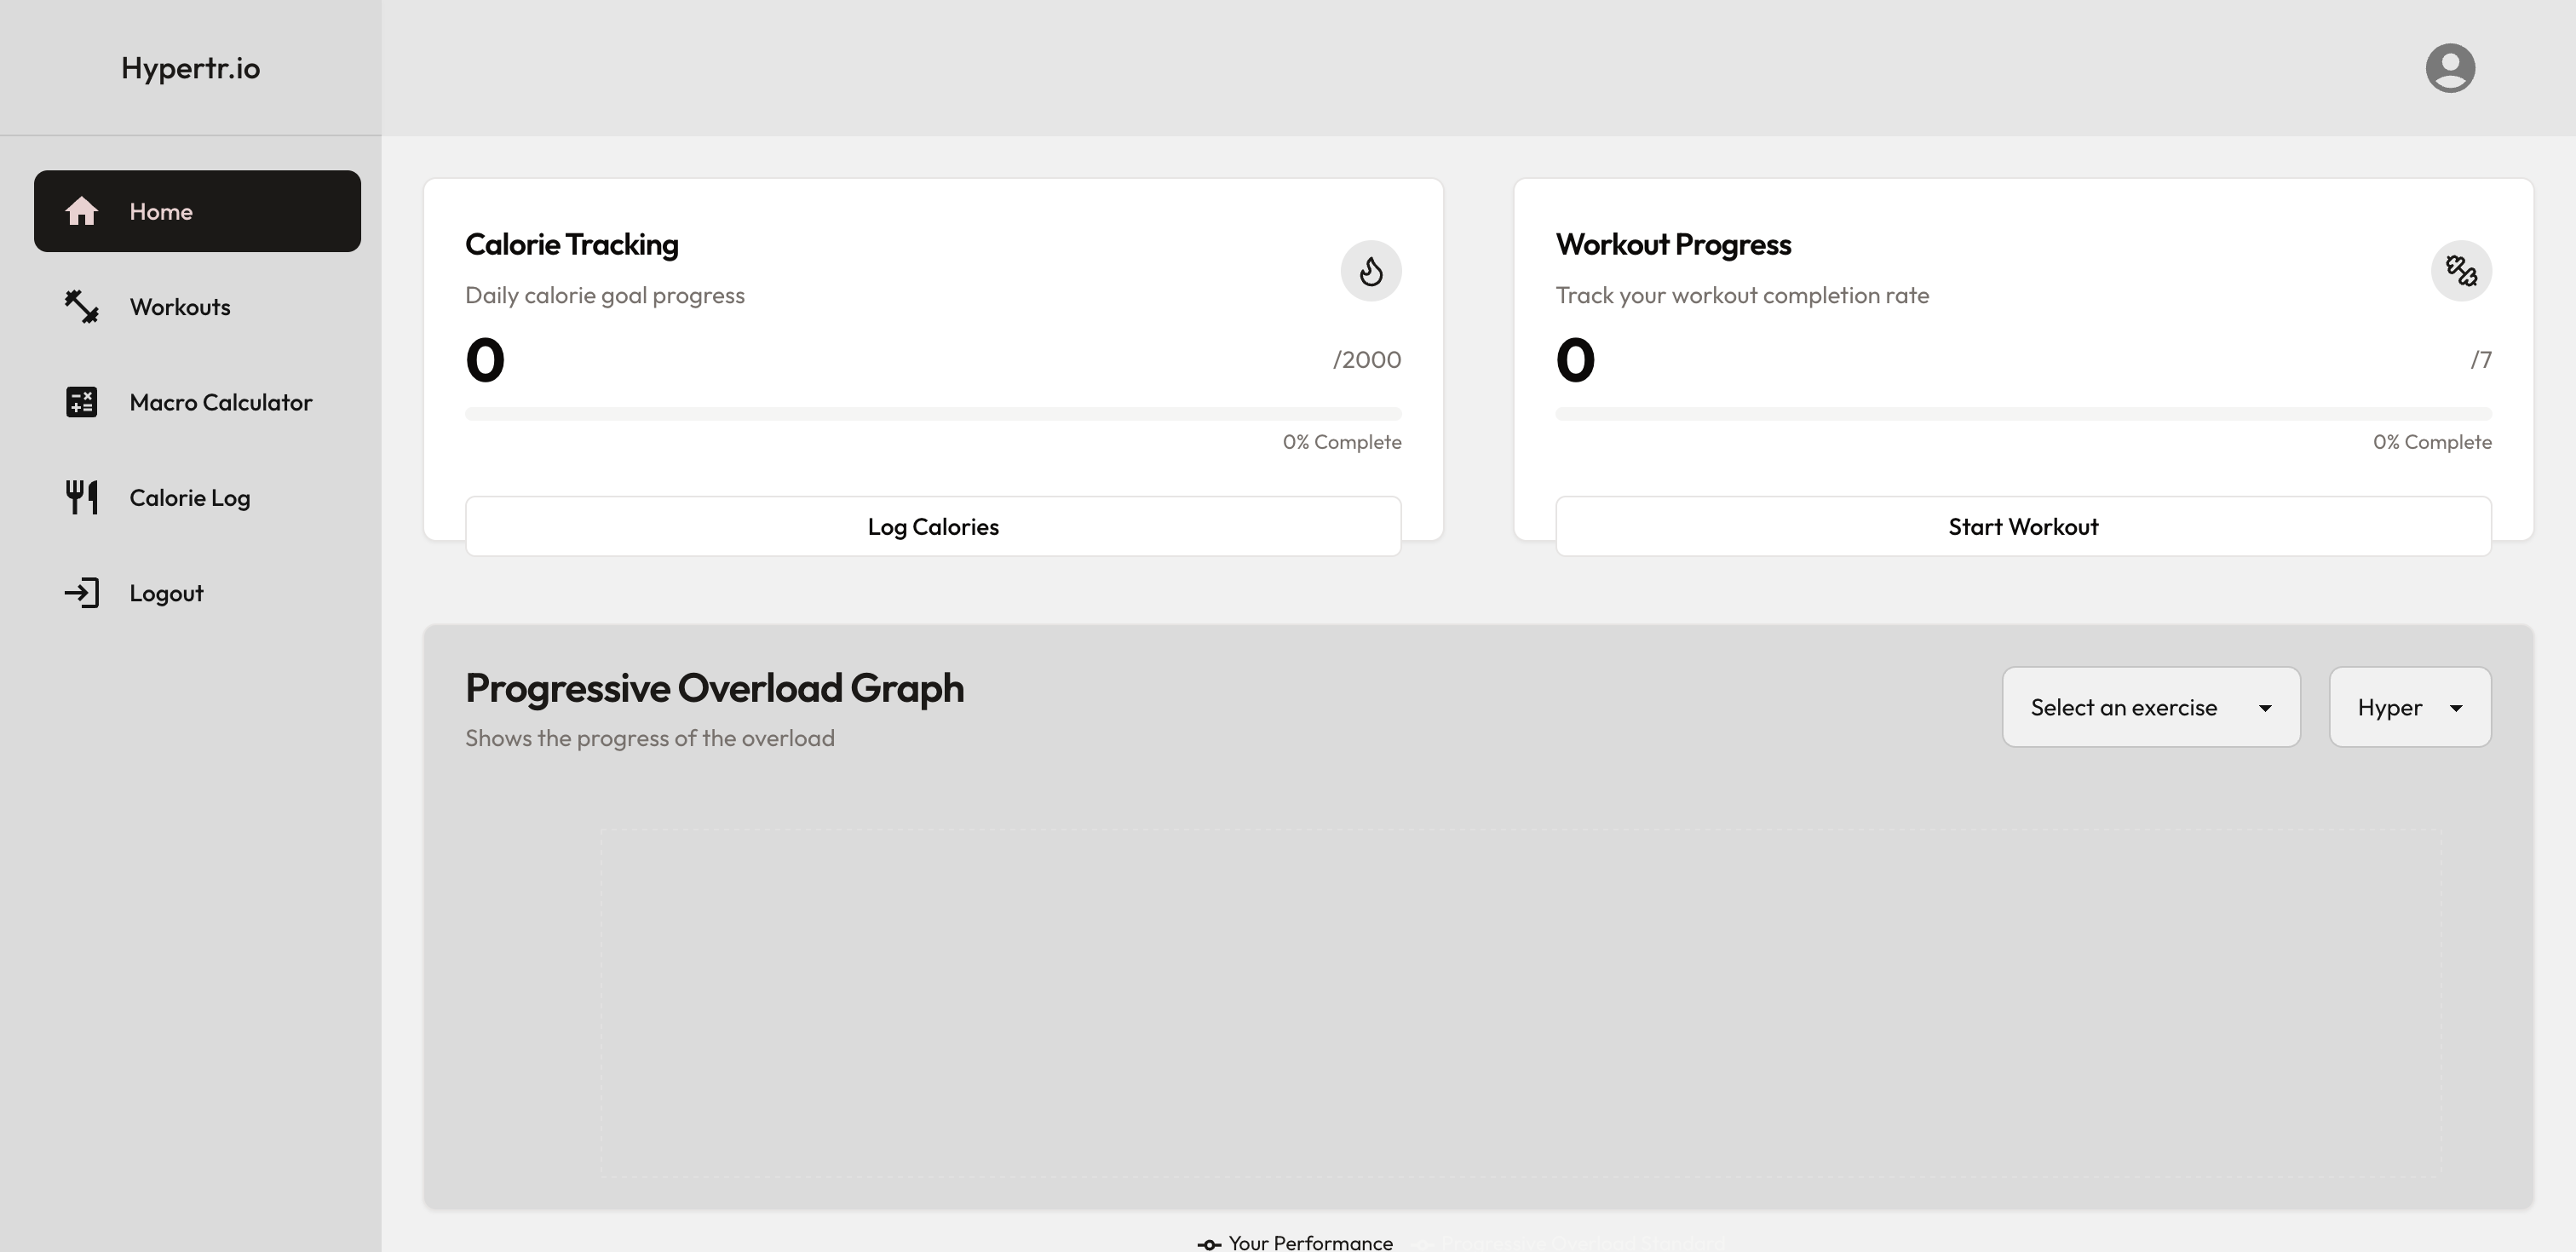 Hypertr.io
Home
Workouts
Macro Calculator
Calorie Log
Logout
Calorie Tracking
Daily calorie goal progress
0 /2000
0% Complete
Log Calories
Workout Progress
Track your workout completion rate
0 /7
0% Complete
Start Workout
Progressive Overload Graph
Shows the progress of the overload
Select an exercise
Hyper
Your Performance
Progressive Overload Standard